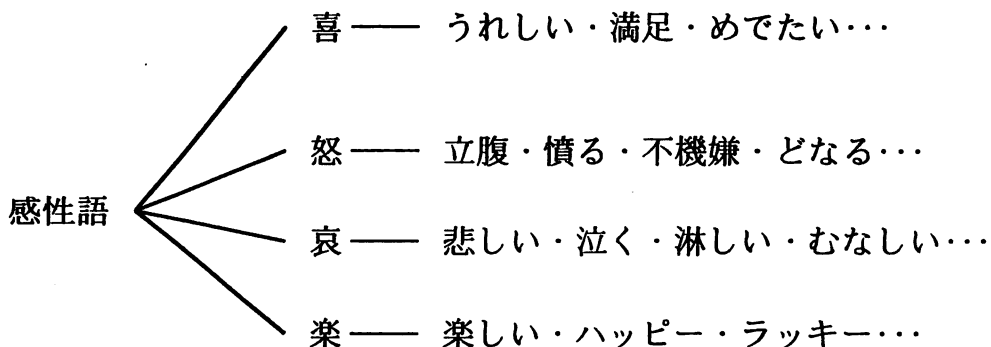 喜 うれしい・満足・めでたい・・・
怒 立腹・憤る・不機嫌・どなる・・・
感性語
哀 悲しい・泣く・淋しい・むなしい・・・
楽 楽しい・ハッピー・ラッキー・・・